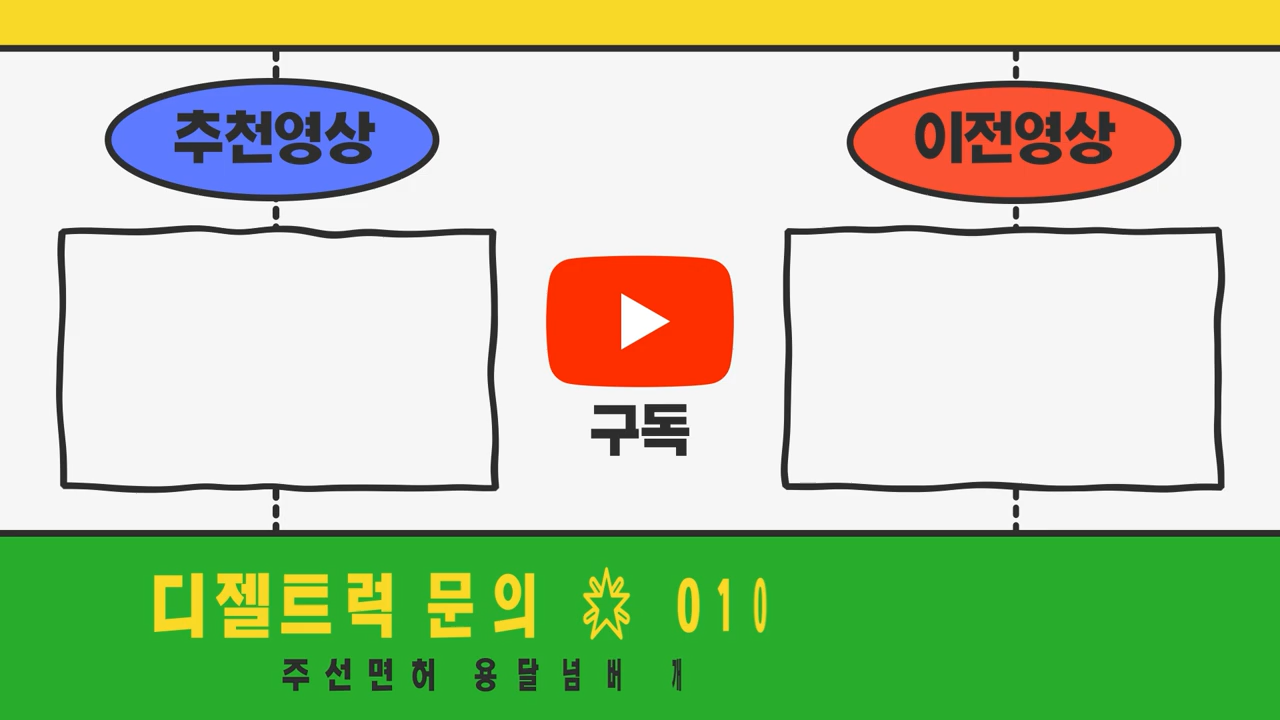 추천영상
이전영상
구독
디젤트럭 문의 010
주선면허 용달넘버 개